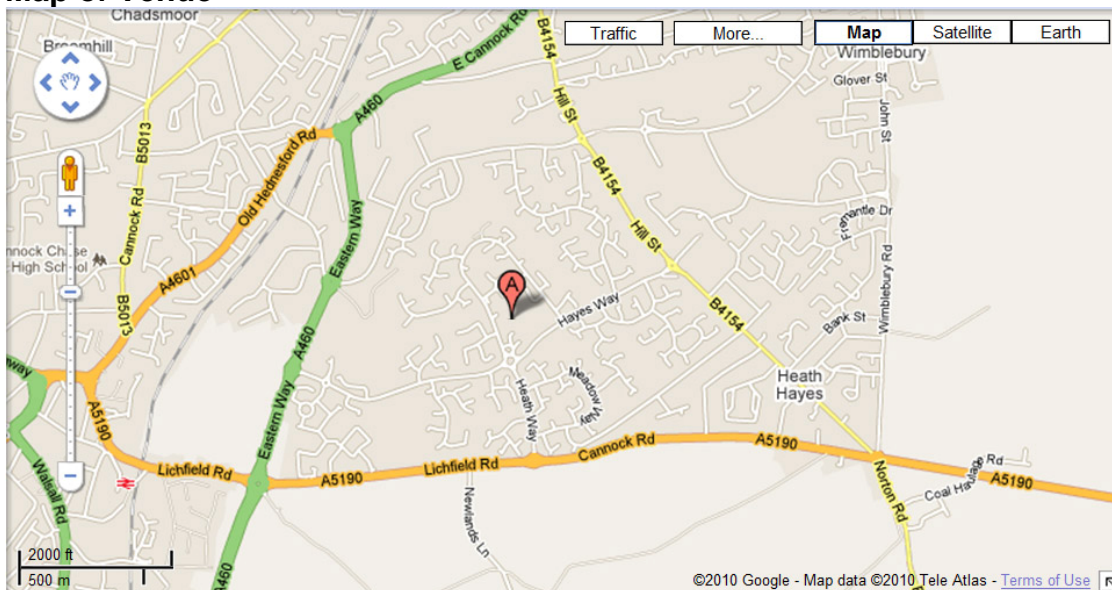 Chadsmoor
Broomhill
Traffic
More...
Map
Satellite
Earth
Wimblebury
Glover St
John St
E Cannock Rd
B4154
Hill St
A460
B5013
Cannock Rd
Old Hednesford Rd
B4154
Hill St
Fremantle Dr
Wimblebury Rd
Eastern Way
nnock Chase
High School
A4601
B5013
A
Hayes Way
B4154
Bank St
A460
Heath
Hayes
Meadow Way
Heath Way
Eastern Way
A5190
Lichfield Rd
A5190
Lichfield Rd
Cannock Rd
A5190
Norton Rd
Coal Haulage Rd
A5190
Walsall Rd
Newlands Ln
A460
2000 ft
500 m
©2010 Google - Map data ©2010 Tele Atlas - Terms of Use